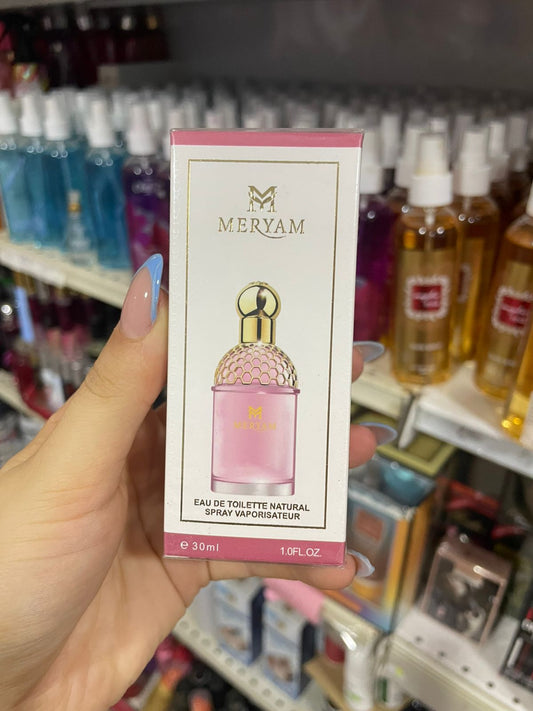 MERYAM
MERYAM
EAU DE TOILETTE NATURAL
SPRAY VAPORISATEUR
e 30ml 1.0FL.OZ.